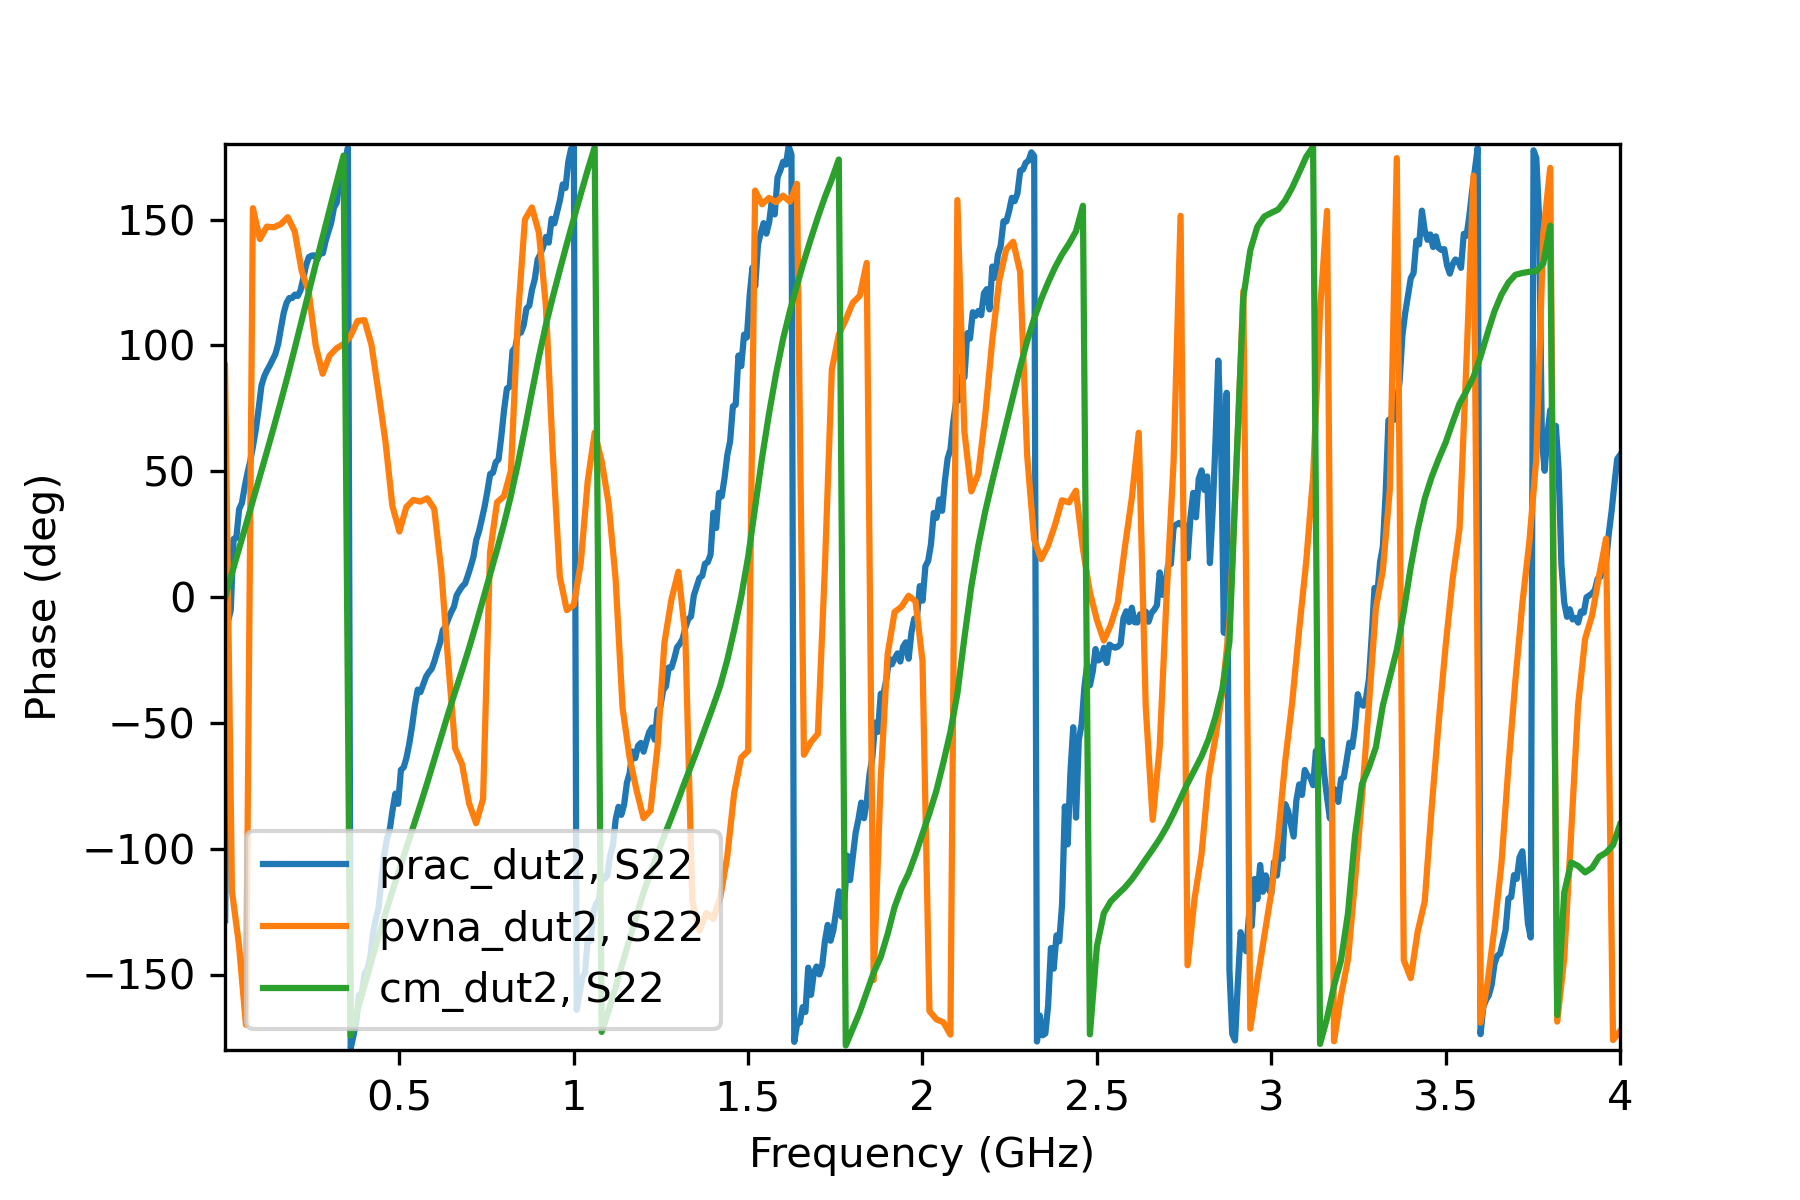 150
100
50
0
−50
−100
−150
Phase (deg)
prac_dut2, S22
pvna_dut2, S22
cm_dut2, S22
0.5 1 1.5 2 2.5 3 3.5 4
Frequency (GHz)